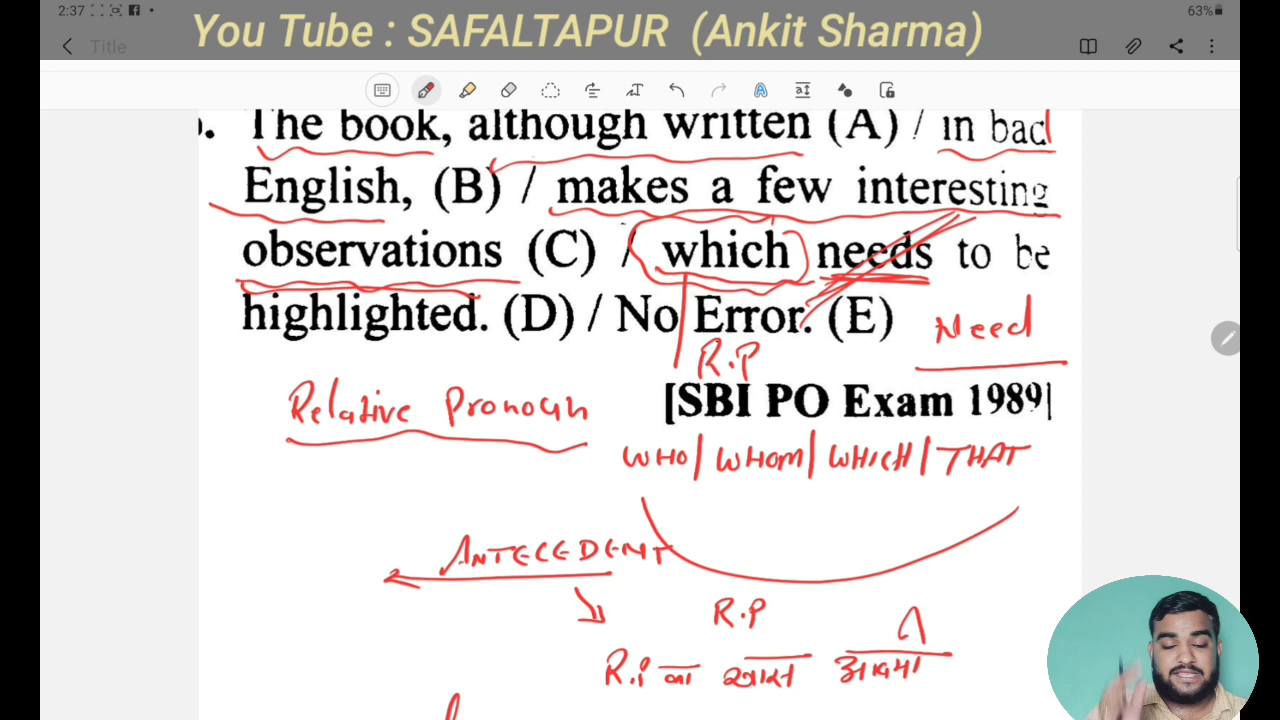 2:37
63%
You Tube : SAFALTAPUR (Ankit Sharma)
Title
. The book, although written (A) / in bad
English, (B) / makes a few interesting
observations (C) / which needs to be
highlighted. (D) / No Error. (E)
Need
R.P
Relative Pronoun
[SBI PO Exam 1989]
WHO/ WHOM/ WHICH/ THAT
ANTECEDENT
R.P
R.P का